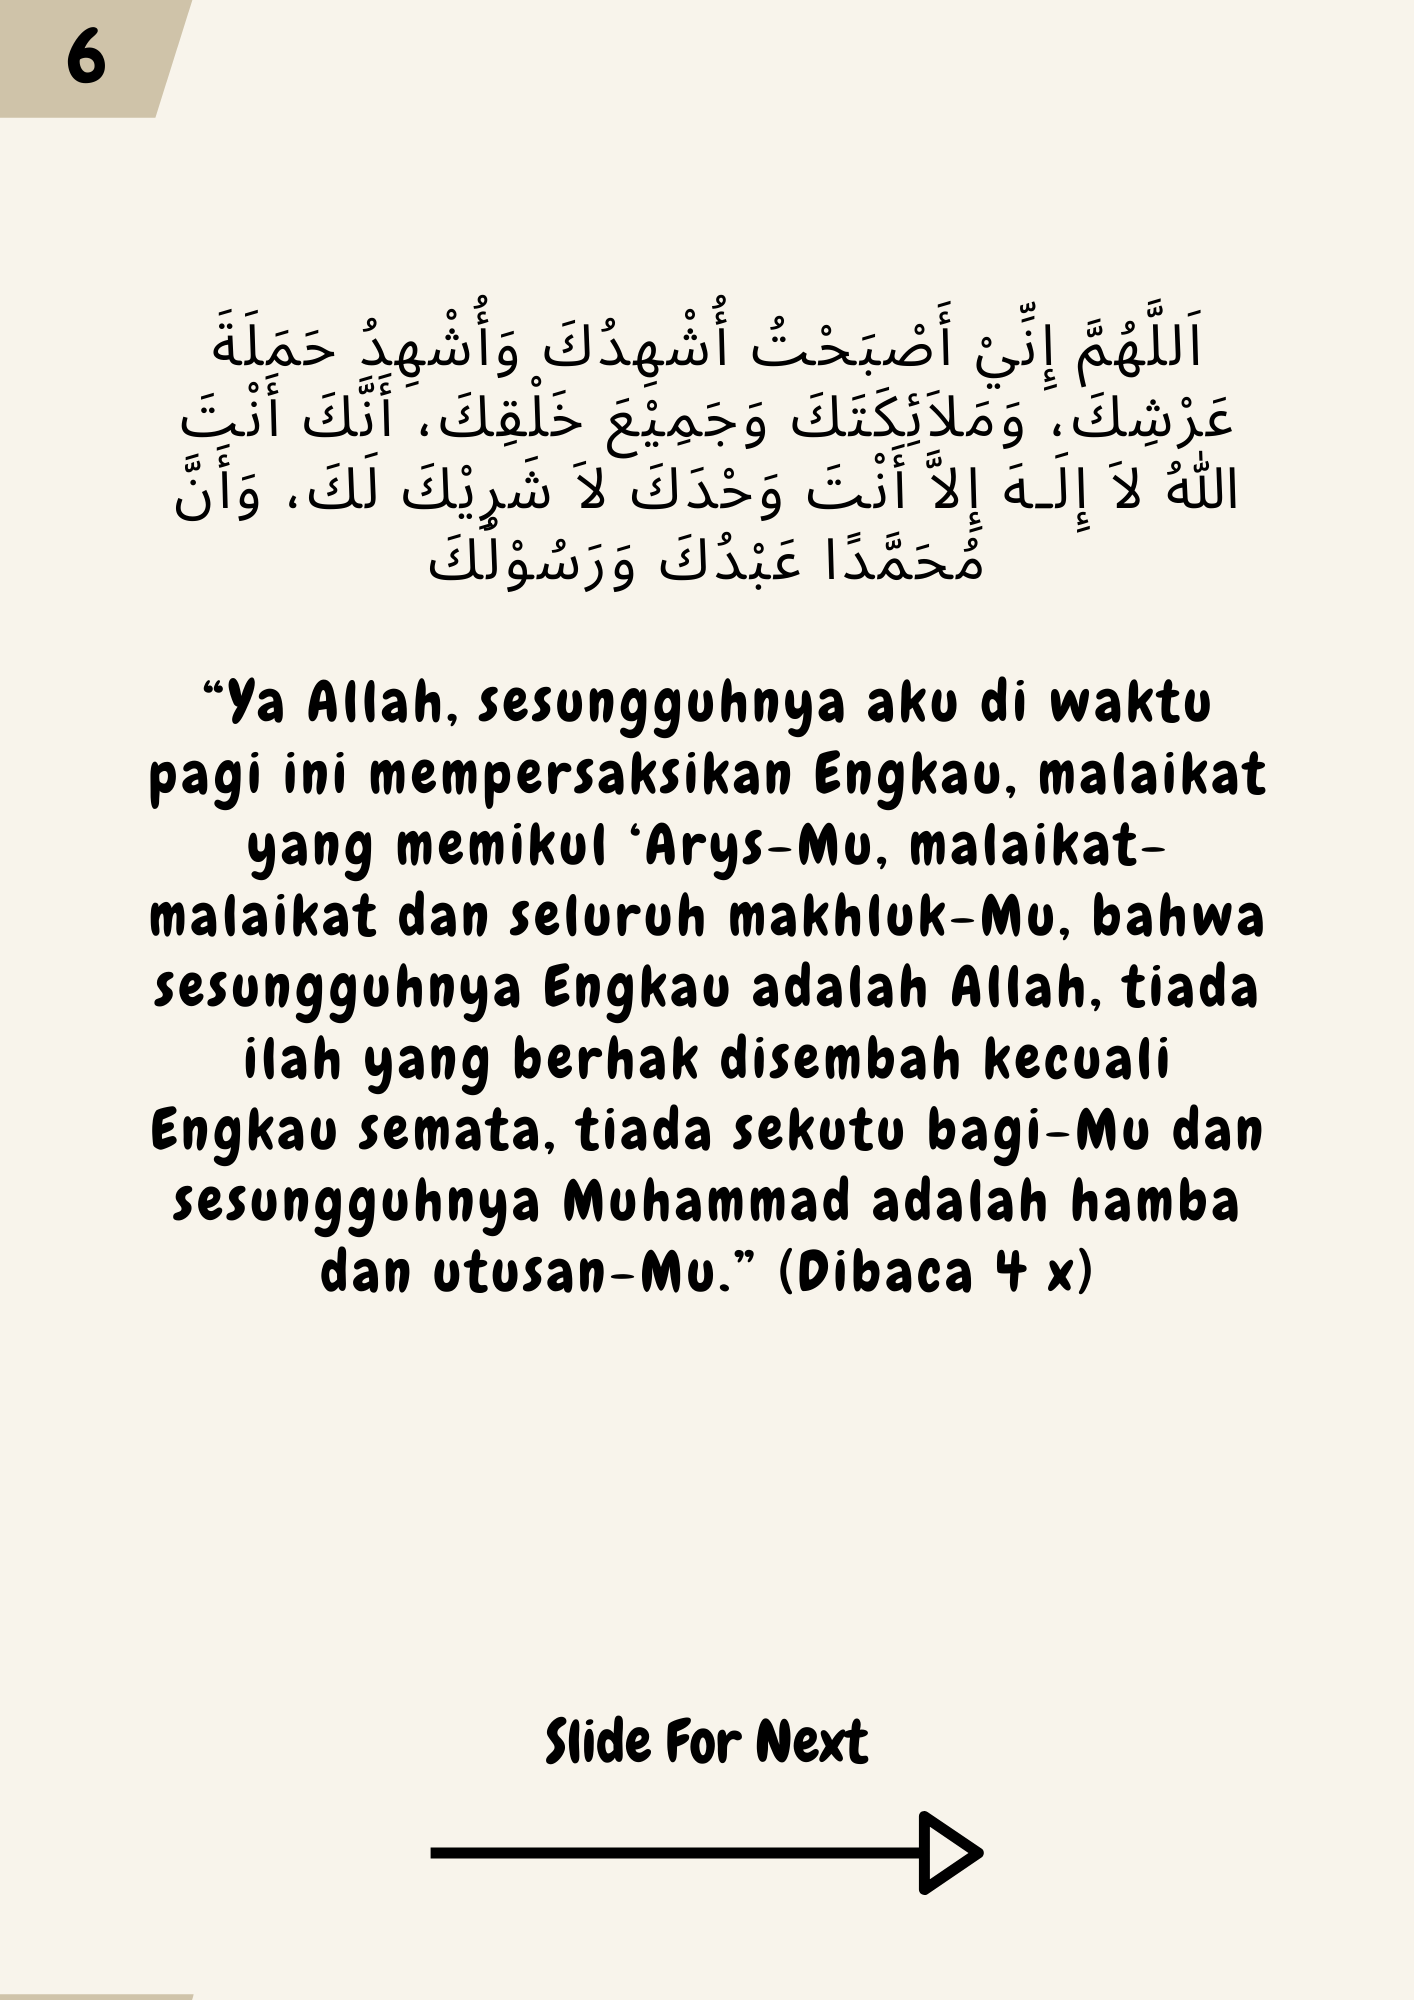 6
اَللَّهُمَّ إِنِّيْ أَصْبَحْتُ أُشْهِدُكَ وَأُشْهِدُ حَمَلَةَ
عَرْشِكَ، وَمَلاَئِكَتَكَ وَجَمِيْعَ خَلْقِكَ، أَنَّكَ أَنْتَ
اللهُ لاَ إِلَـهَ إِلاَّ أَنْتَ وَحْدَكَ لاَ شَرِيْكَ لَكَ، وَأَنَّ
مُحَمَّدًا عَبْدُكَ وَرَسُوْلُكَ
“Ya Allah, sesungguhnya aku di waktu
pagi ini mempersaksikan Engkau, malaikat
yang memikul ‘Arys-Mu, malaikat-
malaikat dan seluruh makhluk-Mu, bahwa
sesungguhnya Engkau adalah Allah, tiada
ilah yang berhak disembah kecuali
Engkau semata, tiada sekutu bagi-Mu dan
sesungguhnya Muhammad adalah hamba
dan utusan-Mu.” (Dibaca 4 x)
Slide For Next